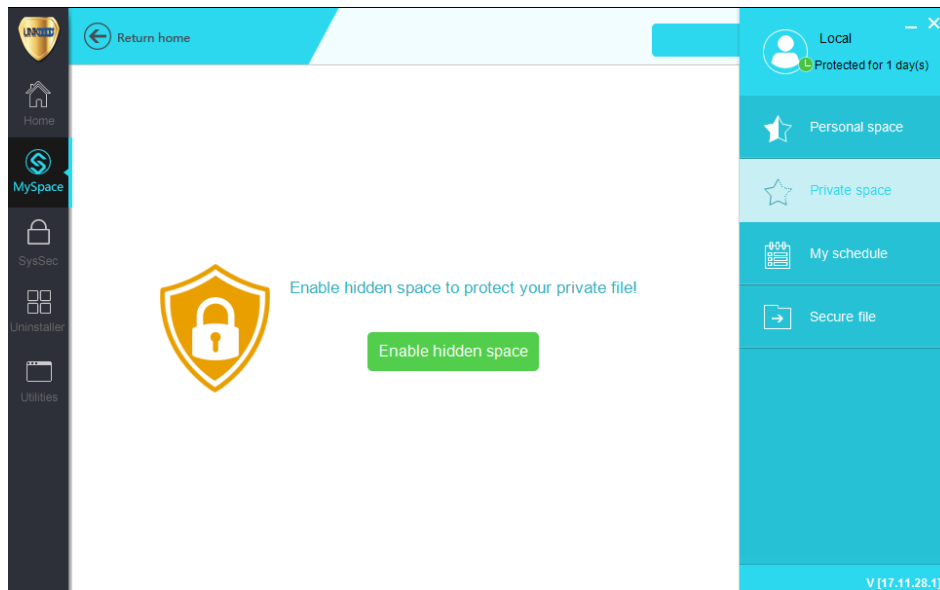 Return home
Local
Protected for 1 day(s)
Home
MySpace
SysSec
Uninstaller
Utilities
Enable hidden space to protect your private file!
Enable hidden space
Personal space
Private space
My schedule
Secure file
V [17.11.28.1]